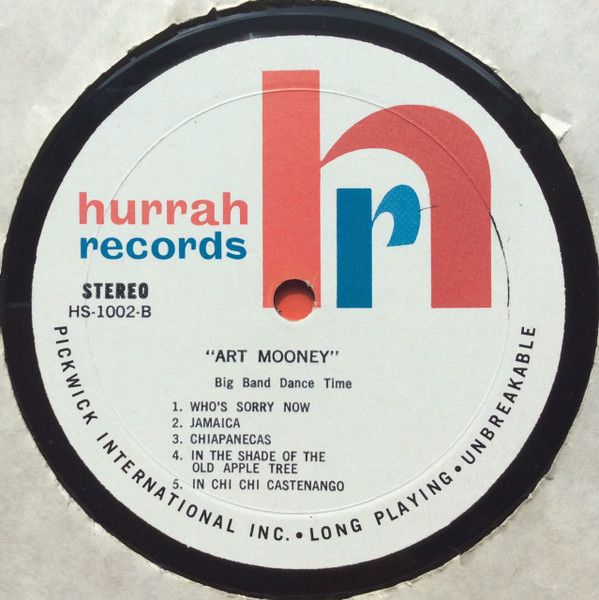 hr
hurrah
records
STEREO
HS-1002-B
"ART MOONEY"
Big Band Dance Time
1. WHO'S SORRY NOW
2. JAMAICA
3. CHIAPANECAS
4. IN THE SHADE OF THE
OLD APPLE TREE
5. IN CHI CHI CASTENANGO
PICKWICK INTERNATIONAL INC. • LONG PLAYING • UNBREAKABLE